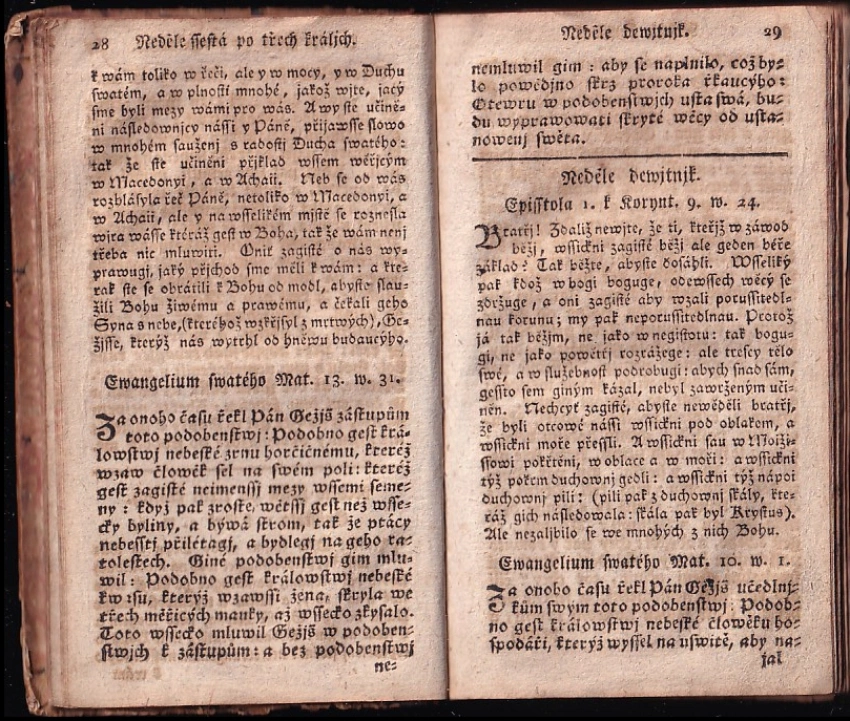 28 Neděle ssestá po třech králjch.
k wám toliko w řeči, ale y w mocy, y w Duchu
swatém, a w plnosti mnohé, jakož wjte, jacý
sme byli mezy wámi pro wás. A wy ste učině-
ni následownjcy nássi y Páně, přijawsse slowo
w mnohém sauženj s radostj Ducha swatého:
tak že ste učiněni přjklad wssem wěřjcým
w Macedonyi, a w Achaii. Neb se od wás
rozhlásyla řeč Páně, netoliko w Macedonyi, a
w Achaii, ale y na wsselikém mjstě se roznesla
wjra wásse kteráž gest w Boha, tak že wám nenj
třeba nic mluwiti. Onik zagisté o nás wy-
prawugj, jaký přjchod sme měli k wám: a kte-
rak ste se obrátili k Bohu od modl, abyste slau-
žili Bohu žiwému a prawému, a čekali geho
Syna s nebe, (kteréhož wzkřjsyl z mrtwých), Ge-
žjsse, kterýž nás wytrhl od hněwu budaucýho.
Ewangelium swatého Mat. 13. w. 31.
Za onoho času řekl Pán Gežjš zástupům
toto podobenstwj: Podobno gest krá-
lowstwj nebeské zrnu horčičnému, kteréž
wzaw člowěk sel na swém poli: kteréž
gest zagisté neimenssj mezy wssemi seme-
ny: když pak zroste, wětssj gest než wsse-
cky byliny, a býwá strom, tak že ptácy
nebesstj přilétagj, a bydlegj na geho ra-
tolestech. Giné podobenstwj gim mlu-
wil: Podobno gest králowstwj nebeské
kwasu, kterýž wzawssi žena, skryla we
třech měřicých mauky, až wssecko zkysalo.
Toto wssecko mluwil Gežjš w podoben-
stwjch k zástupům: a bez podobenstwj
ne-
Neděle dewjtnjk. 29
nemluwil gim: aby se naplnilo, což by-
lo powědjno skrz proroka řkaucýho:
Otewru w podobenstwjch usta swá, bu-
du wyprawowati skryté wěcy od usta-
nowenj swěta.
Neděle dewjtnjk.
Episstola 1. k Korynt. 9. w. 24.
Bratřj! Zdaliž newjte, že ti, kteřjž w záwod
běžj, wssickni zagisté běžj ale geden béře
základ? Tak běžte, abyste dosáhli. Wsseliký
pak kdož w bogi boguge, odewssech wěcý se
zdržuge, a oni zagisté aby wzali porussitedl-
nau korunu; my pak neporussitedlnau. Protož
já tak běžjm, ne jako w negistotu: tak bogu-
gi, ne jako powětřj rozrážege: ale trescy tělo
swé, a w služebnost podrobugi: abych snad sám,
gessto sem giným kázal, nebyl zawrženým uči-
něn. Nechcyť zagisté, abyste newěděli bratřj,
že byli otcowé nássi wssickni pod oblakem, a
wssickni moře přessli. A wssickni sau w Moiži-
ssowi pokřtěni, w oblace a w moři: a wssickni
týž pokrm duchownj gedli: a wssickni týž nápoi
duchownj pili: (pili pak z duchownj skály, kte-
ráž gich následowala: skála pak byl Krystus).
Ale nezaljbilo se we mnohých z nich Bohu.
Ewangelium swatého Mat. 10. w. 1.
Za onoho času řekl Pán Gežjš učedlnj-
kům swým toto podobenstwj: Podob-
no gest králowstwj nebeské člowěku ho-
spodáři, kterýž wyssel na uswitě, aby na-
jal